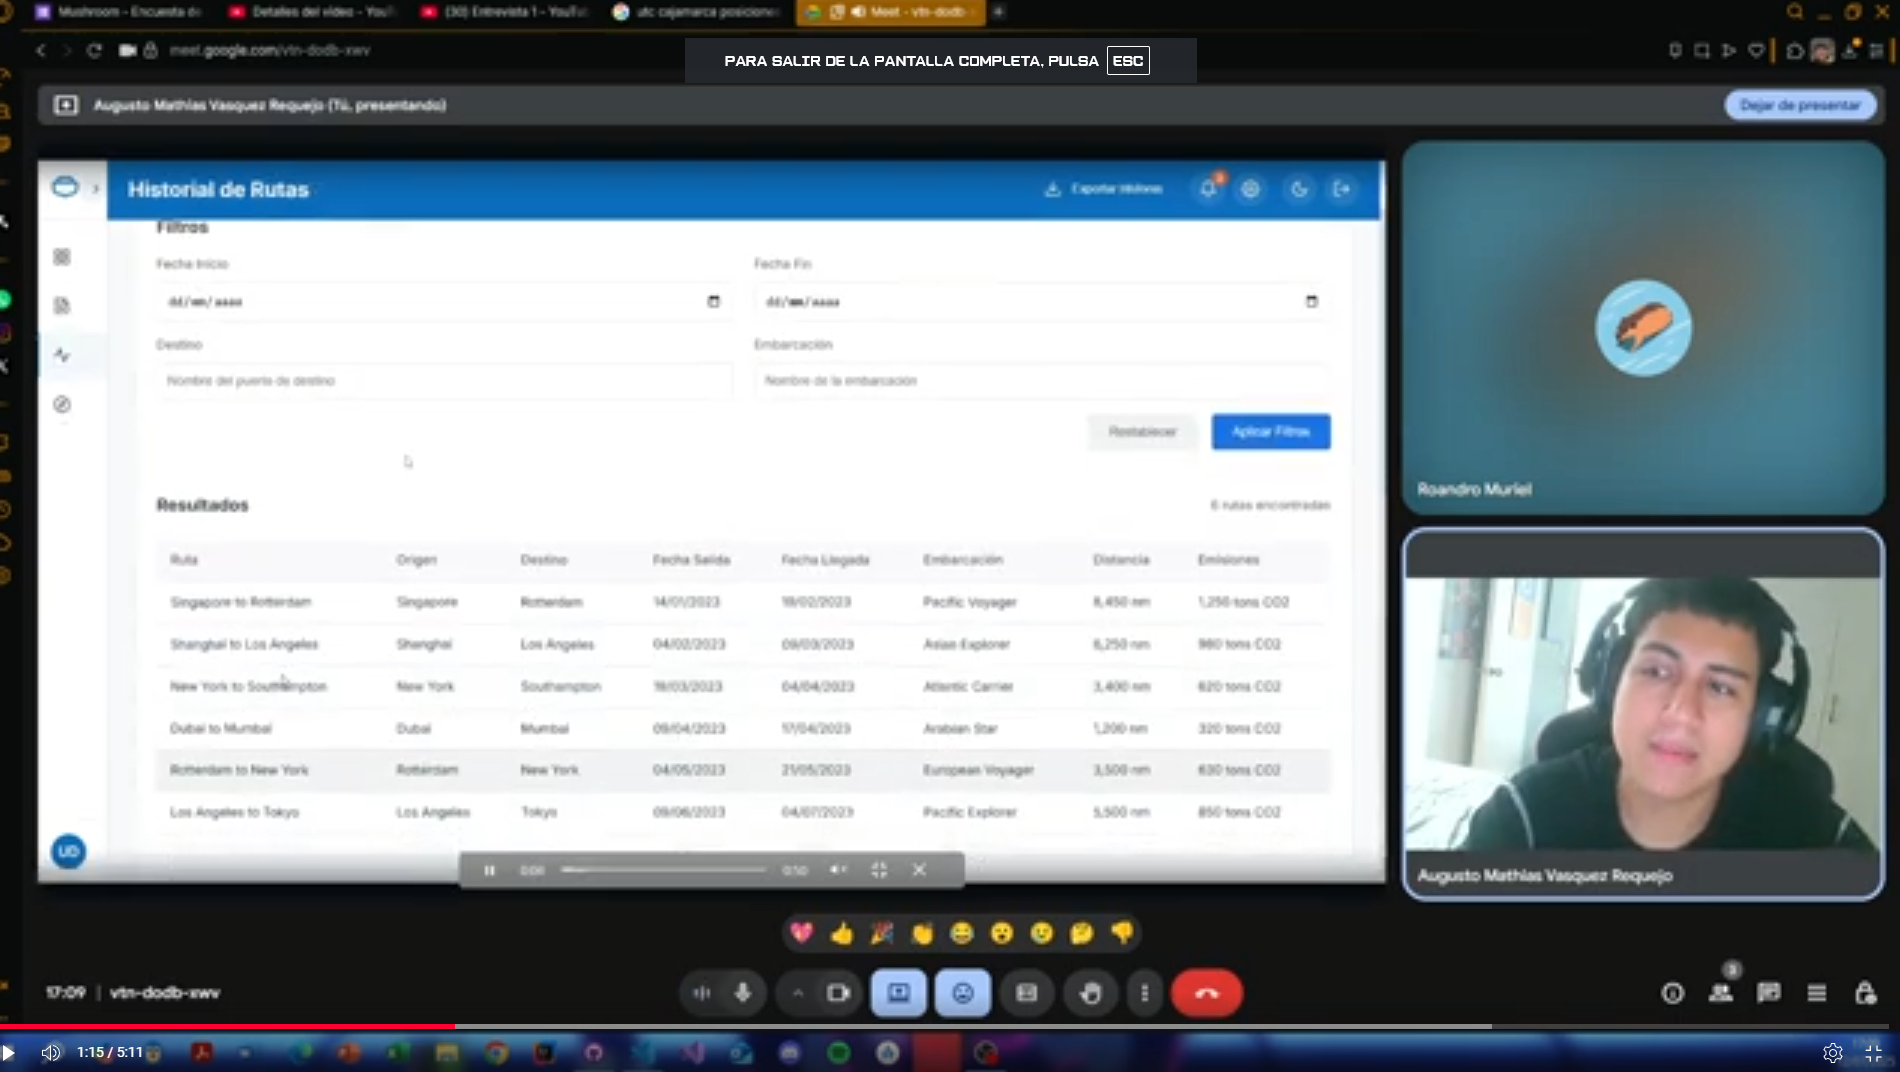 Mushroom - Encuesta de
Detalles del vídeo - YouT
(30) Entrevista 1 - YouTu
utc cajamarca posicione
Meet - vtn-dodb-
meet.google.com/vtn-dodb-xwv
PARA SALIR DE LA PANTALLA COMPLETA, PULSA ESC
Augusto Mathias Vasquez Requejo (Tú, presentando)
Dejar de presentar
Historial de Rutas
Exportar Informe
Filtros
Fecha Inicio
Fecha Fin
dd/mm/aaaa
dd/mm/aaaa
Destino
Embarcación
Nombre del puerto de destino
Nombre de la embarcación
Restablecer
Aplicar Filtros
Resultados
6 rutas encontradas
Ruta Origen Destino Fecha Salida Fecha Llegada Embarcación Distancia Emisiones
Singapore to Rotterdam Singapore Rotterdam 14/01/2023 19/02/2023 Pacific Voyager 8,450 nm 1,250 tons CO2
Shanghai to Los Angeles Shanghai Los Angeles 04/02/2023 09/03/2023 Asian Explorer 6,250 nm 980 tons CO2
New York to Southampton New York Southampton 19/03/2023 04/04/2023 Atlantic Carrier 3,400 nm 620 tons CO2
Dubai to Mumbai Dubai Mumbai 09/04/2023 17/04/2023 Arabian Star 1,200 nm 320 tons CO2
Rotterdam to New York Rotterdam New York 04/05/2023 21/05/2023 European Voyager 3,500 nm 630 tons CO2
Los Angeles to Tokyo Los Angeles Tokyo 09/06/2023 04/07/2023 Pacific Explorer 5,500 nm 850 tons CO2
UD
0:50
Roandro Muriel
Augusto Mathias Vasquez Requejo
17:09 | vtn-dodb-xwv
3
1:15 / 5:11